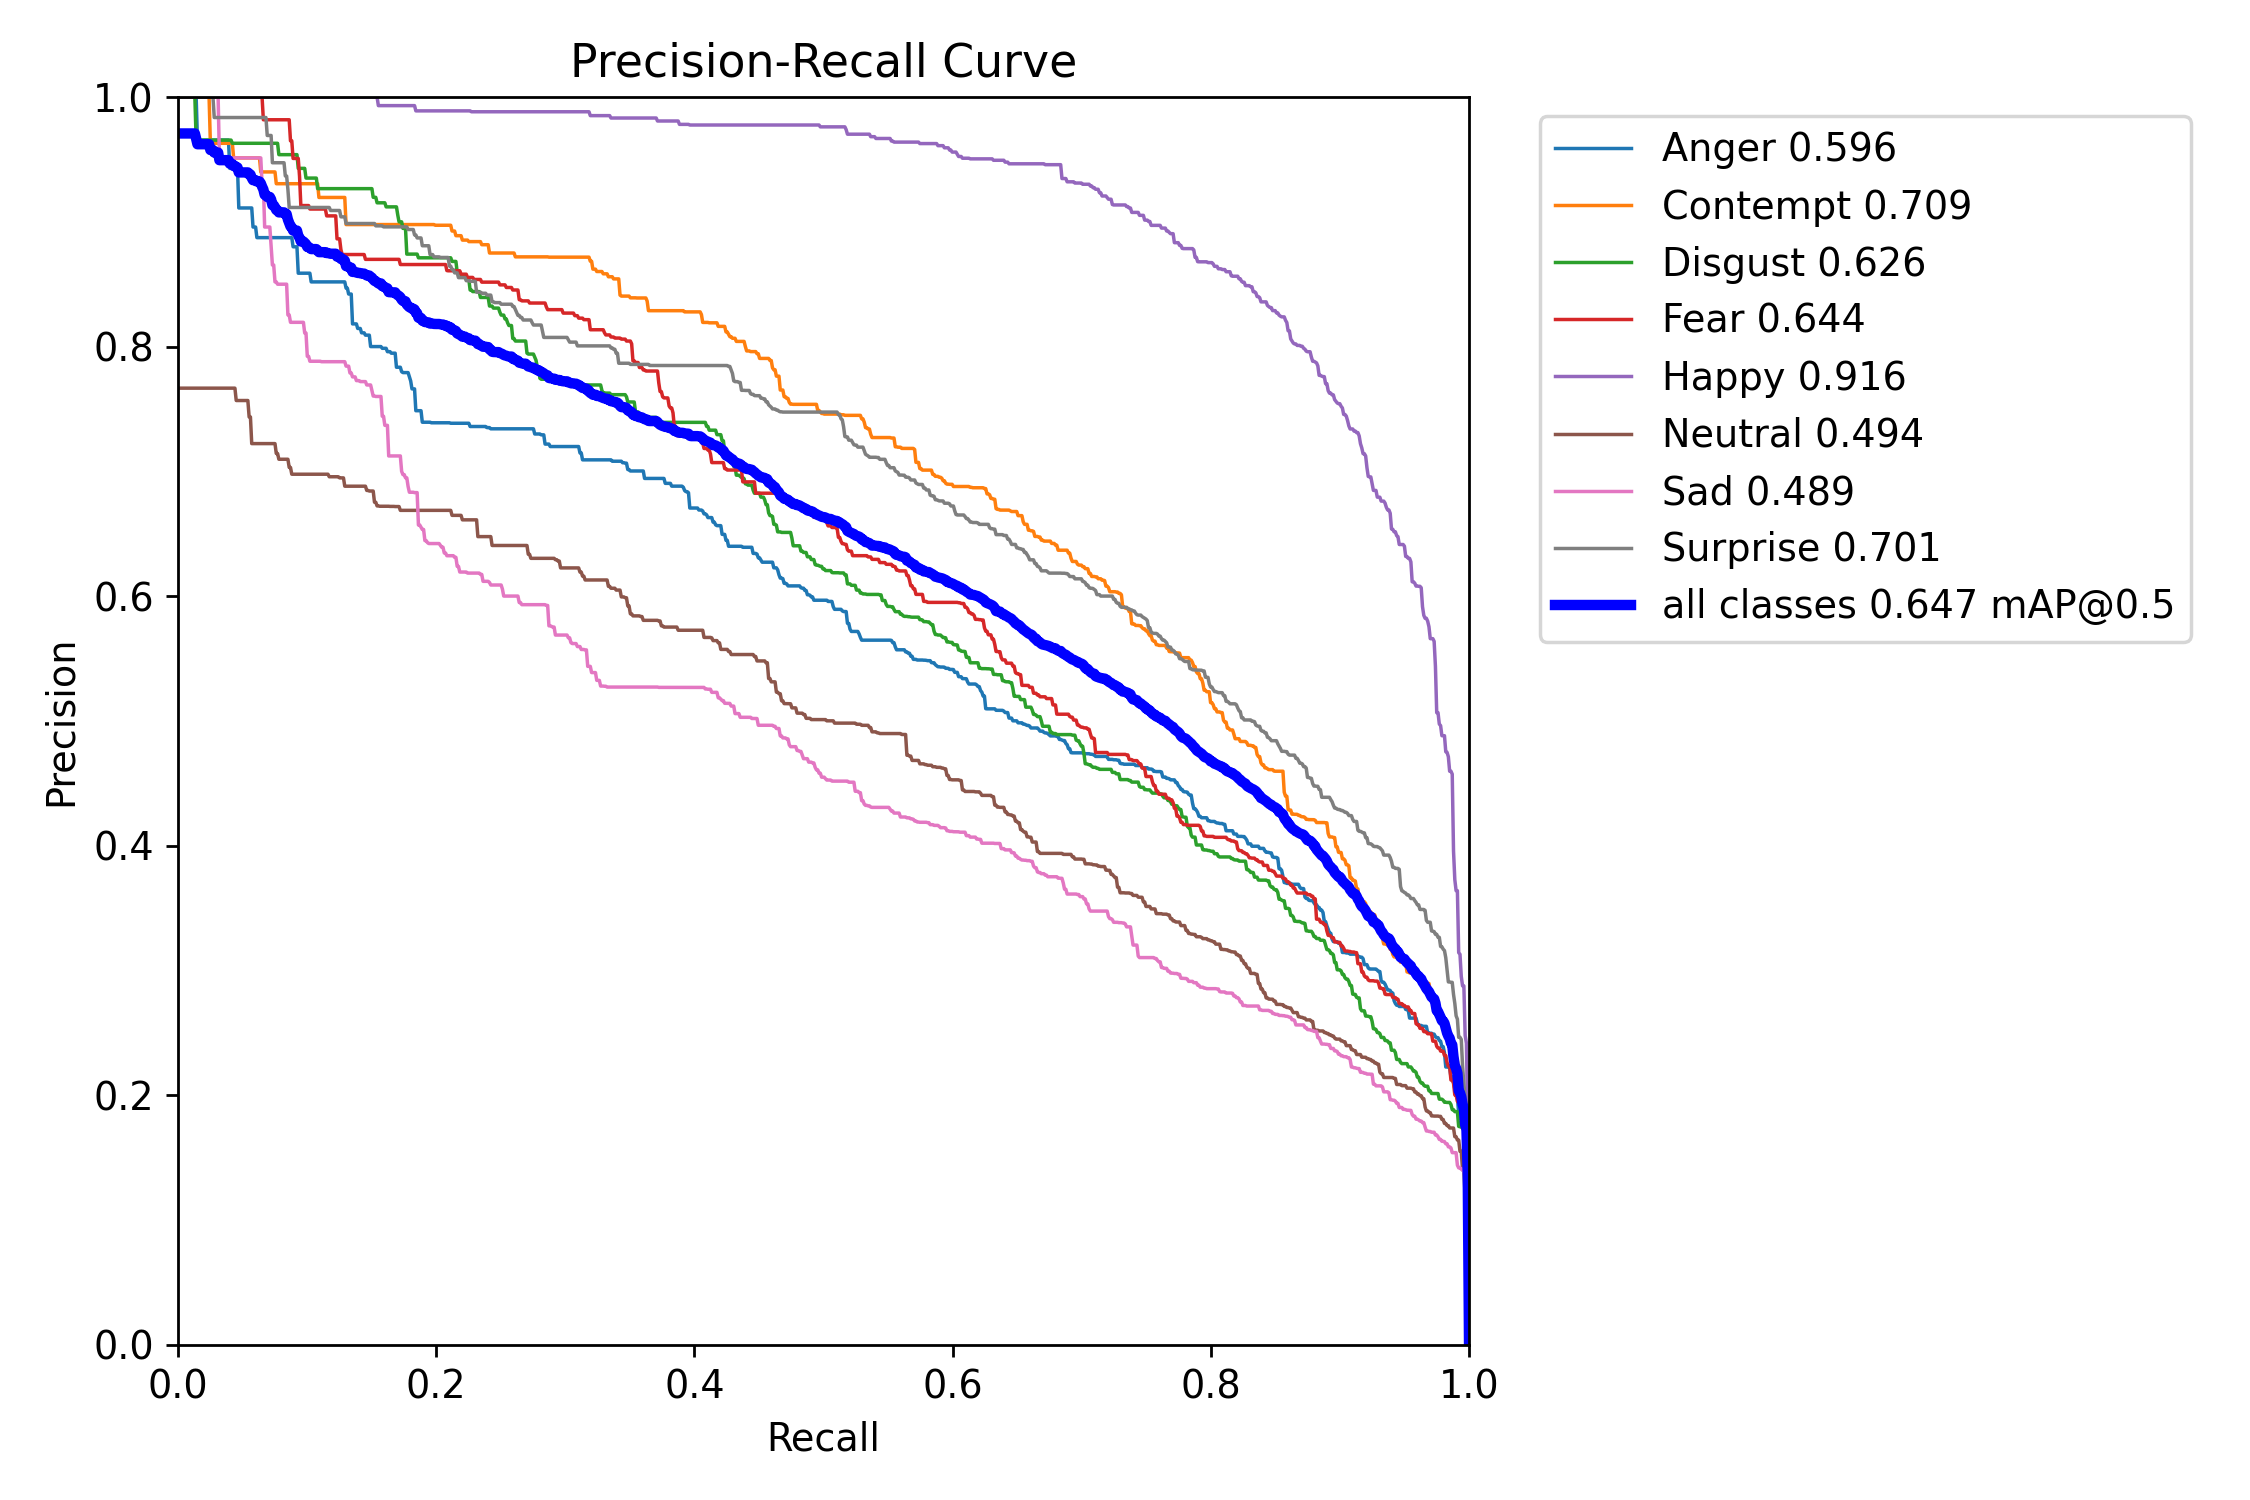 Precision-Recall Curve
1.0
0.8
0.6
0.4
0.2
0.0
Precision
0.0 0.2 0.4 0.6 0.8 1.0
Recall
Anger 0.596
Contempt 0.709
Disgust 0.626
Fear 0.644
Happy 0.916
Neutral 0.494
Sad 0.489
Surprise 0.701
all classes 0.647 mAP@0.5